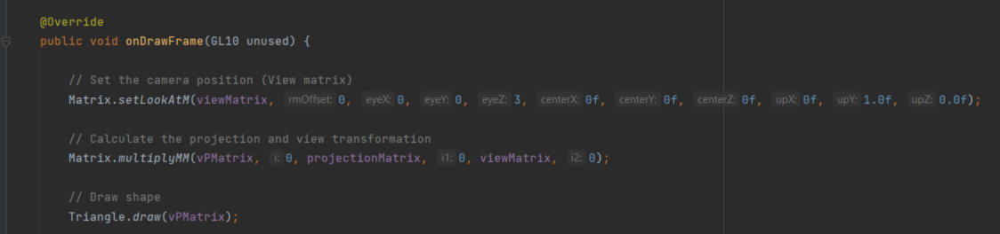 @Override
public void onDrawFrame(GL10 unused) {
// Set the camera position (View matrix)
Matrix.setLookAtM(viewMatrix, rmOffset: 0, eyeX: 0, eyeY: 0, eyeZ: 3, centerX: 0f, centerY: 0f, centerZ: 0f, upX: 0f, upY: 1.0f, upZ: 0.0f);
// Calculate the projection and view transformation
Matrix.multiplyMM(vPMatrix, i: 0, projectionMatrix, i1: 0, viewMatrix, i2: 0);
// Draw shape
Triangle.draw(vPMatrix);